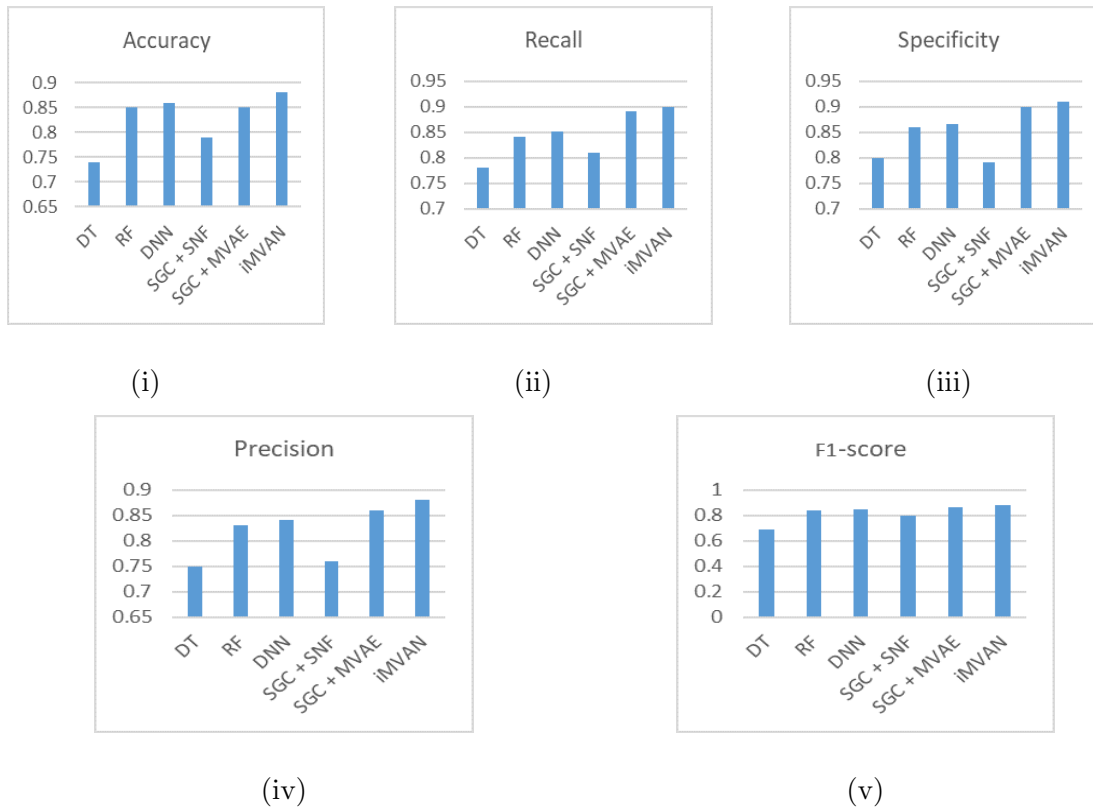 Accuracy
0.9
0.85
0.8
0.75
0.7
0.65
DT
RF
DNN
SGC + SNF
SGC + MVAE
iMVAN
(i)
Recall
0.95
0.9
0.85
0.8
0.75
0.7
DT
RF
DNN
SGC + SNF
SGC + MVAE
iMVAN
(ii)
Specificity
0.95
0.9
0.85
0.8
0.75
0.7
DT
RF
DNN
SGC + SNF
SGC + MVAE
iMVAN
(iii)
Precision
0.9
0.85
0.8
0.75
0.7
0.65
DT
RF
DNN
SGC + SNF
SGC + MVAE
iMVAN
(iv)
F1-score
1
0.8
0.6
0.4
0.2
0
DT
RF
DNN
SGC + SNF
SGC + MVAE
iMVAN
(v)